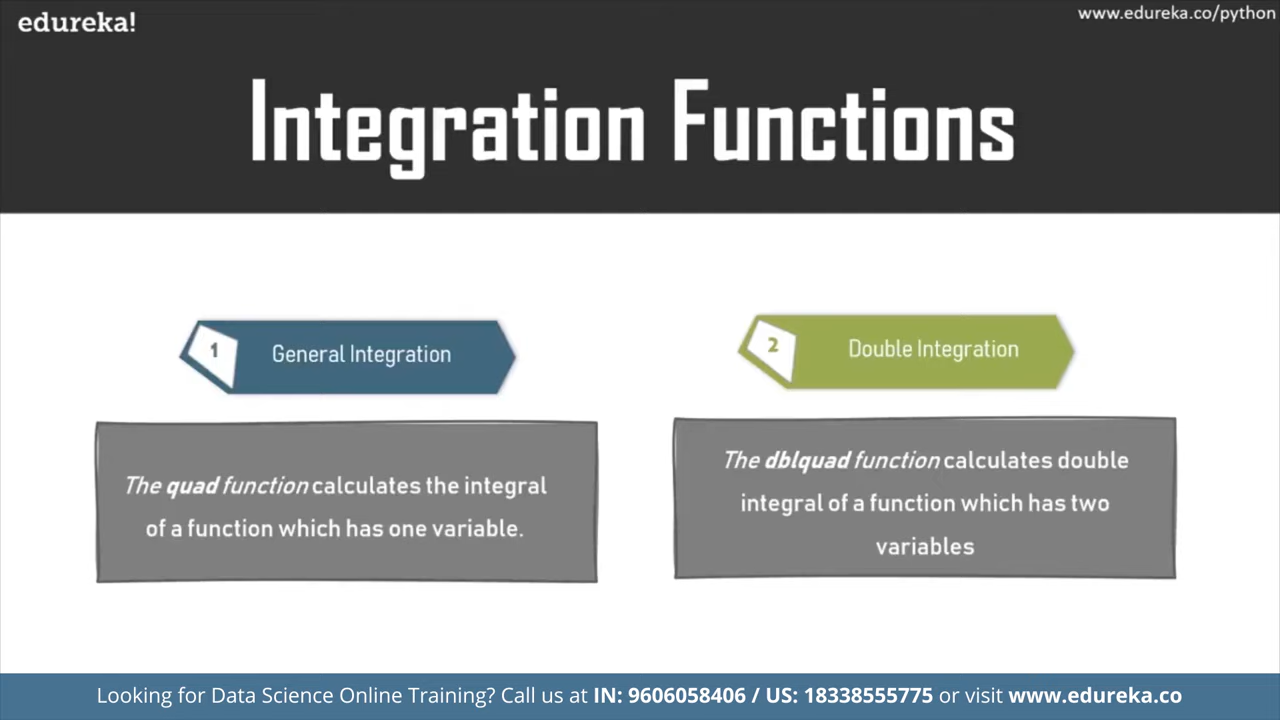 edureka!
www.edureka.co/python
Integration Functions
1
General Integration
2
Double Integration
The quad function calculates the integral
of a function which has one variable.
The dblquad function calculates double
integral of a function which has two
variables
Looking for Data Science Online Training? Call us at IN: 9606058406 / US: 18338555775 or visit www.edureka.co